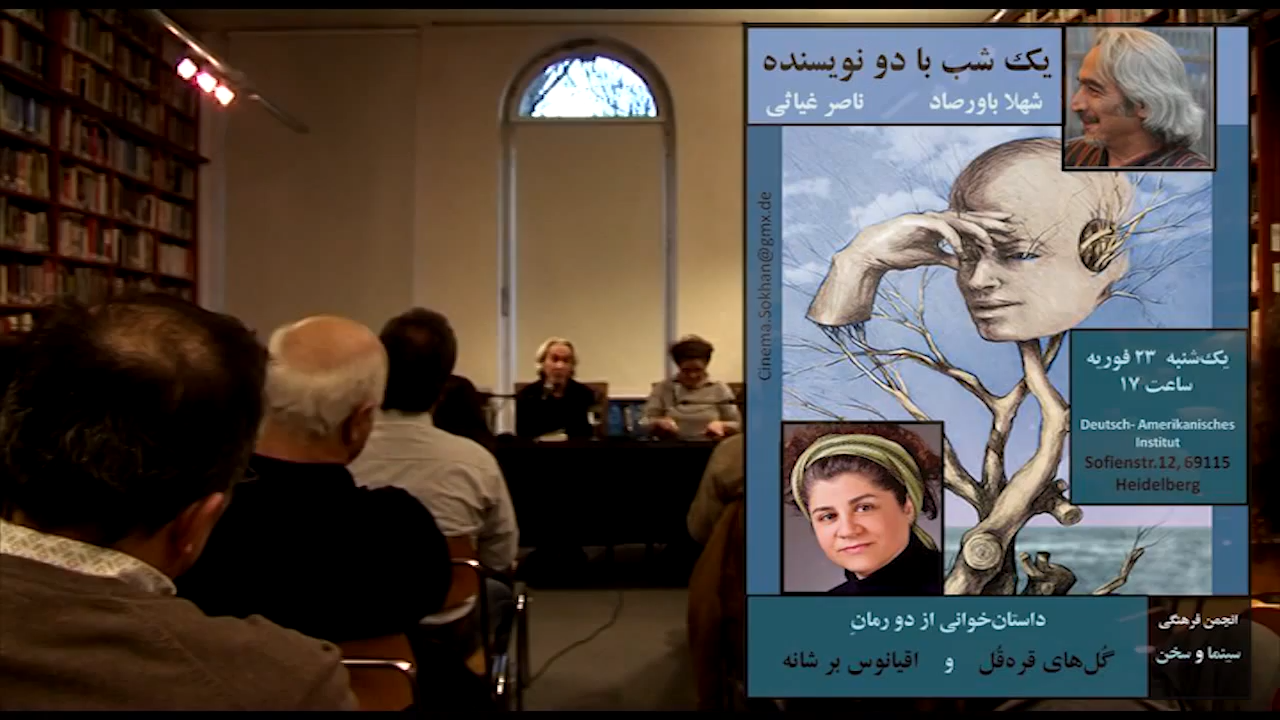 یک شب با دو نویسنده
شهلا باورصاد ناصر غیاثی
Cinema.Sokhan@gmx.de
یک‌شنبه ۲۳ فوریه
ساعت ۱۷
Deutsch- Amerikanisches
Institut
Sofienstr.12, 69115
Heidelberg
داستان‌خوانی از دو رمانِ
گُل‌های قره‌قُل و اقیانوس بر شانه
انجمن فرهنگی
سینما و سخن